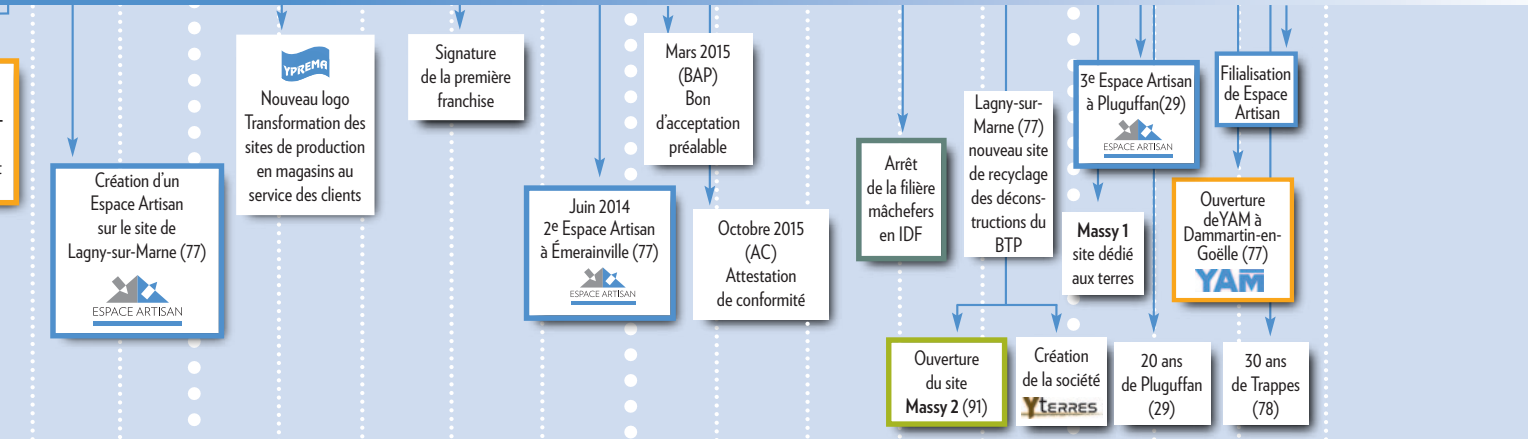 Création d'un
Espace Artisan
sur le site de
Lagny-sur-Marne (77)
ESPACE ARTISAN
YPREMA
Nouveau logo
Transformation des
sites de production
en magasins au
service des clients
Signature
de la première
franchise
Juin 2014
2e Espace Artisan
à Émerainville (77)
ESPACE ARTISAN
Mars 2015
(BAP)
Bon
d'acceptation
préalable
Octobre 2015
(AC)
Attestation
de conformité
Arrêt
de la filière
mâchefers
en IDF
Lagny-sur-
Marne (77)
nouveau site
de recyclage
des décons-
tructions du
BTP
Ouverture
du site
Massy 2 (91)
Création
de la société
YTERRES
3e Espace Artisan
à Pluguffan(29)
ESPACE ARTISAN
Massy 1
site dédié
aux terres
20 ans
de Pluguffan
(29)
Filialisation
de Espace
Artisan
Ouverture
deYAM à
Dammartin-en-
Goëlle (77)
YAM
30 ans
de Trappes
(78)